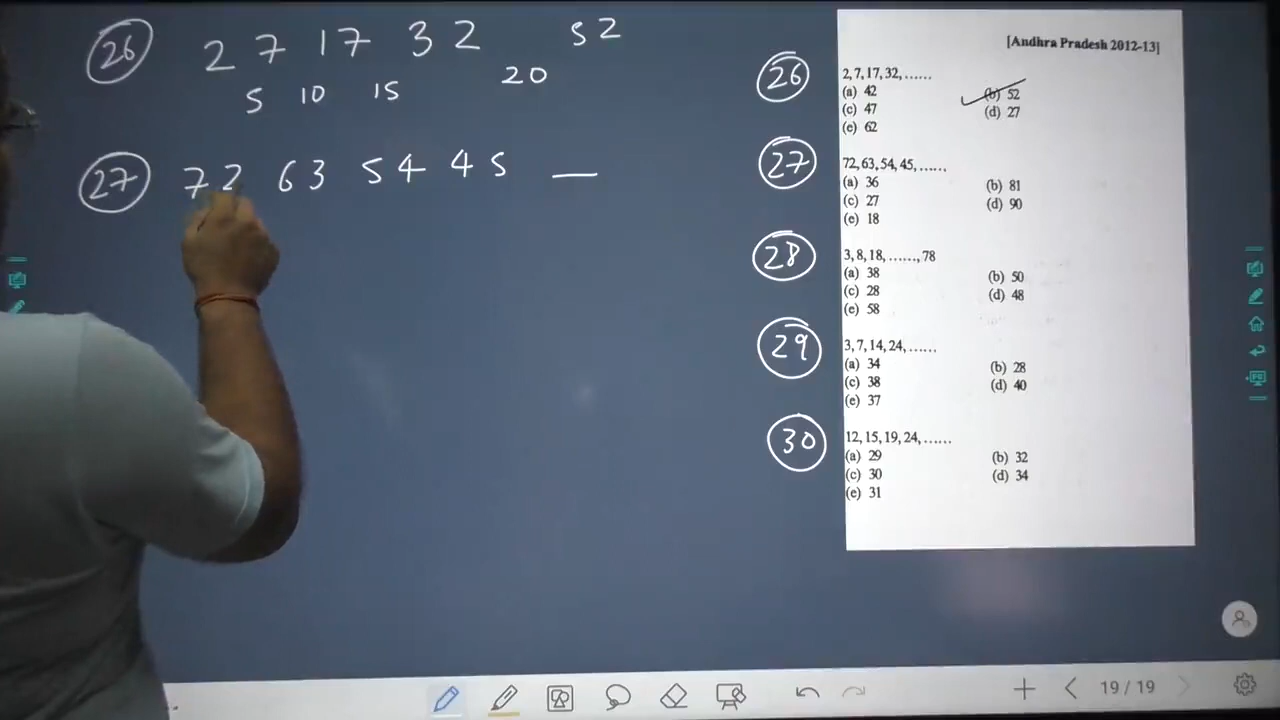 26 2 7 17 32 52
5 10 15 20
27 72 63 54 45 __
[Andhra Pradesh 2012-13]
26
2, 7, 17, 32, ......
(a) 42 (b) 52
(c) 47 (d) 27
(e) 62
27
72, 63, 54, 45, ......
(a) 36 (b) 81
(c) 27 (d) 90
(e) 18
28
3, 8, 18, ......, 78
(a) 38 (b) 50
(c) 28 (d) 48
(e) 58
29
3, 7, 14, 24, ......
(a) 34 (b) 28
(c) 38 (d) 40
(e) 37
30
12, 15, 19, 24, ......
(a) 29 (b) 32
(c) 30 (d) 34
(e) 31
19 / 19